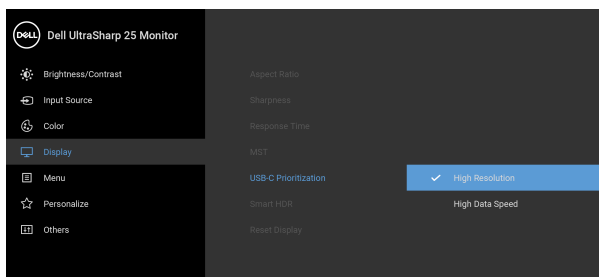 DELL
Dell UltraSharp 25 Monitor
Brightness/Contrast
Input Source
Color
Display
Menu
Personalize
Others
Aspect Ratio
Sharpness
Response Time
MST
USB-C Prioritization
Smart HDR
Reset Display
High Resolution
High Data Speed